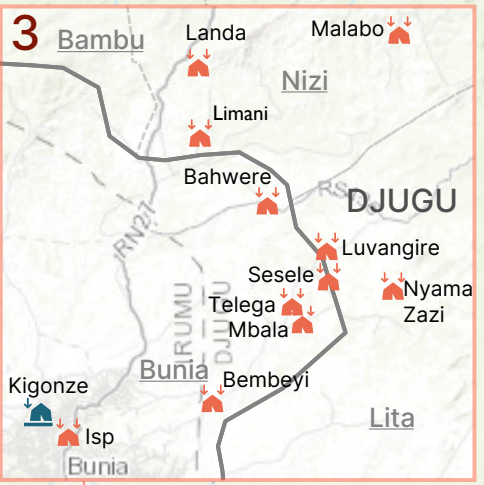 3
Bambu
Landa
Malabo
Nizi
Limani
Bahwere
RS
DJUGU
RN27
Luvangire
Sesele
Nyama
Zazi
Telega
Mbala
IRUMU
DJUGU
Bunia
Bembeyi
Kigonze
Lita
Isp
Bunia